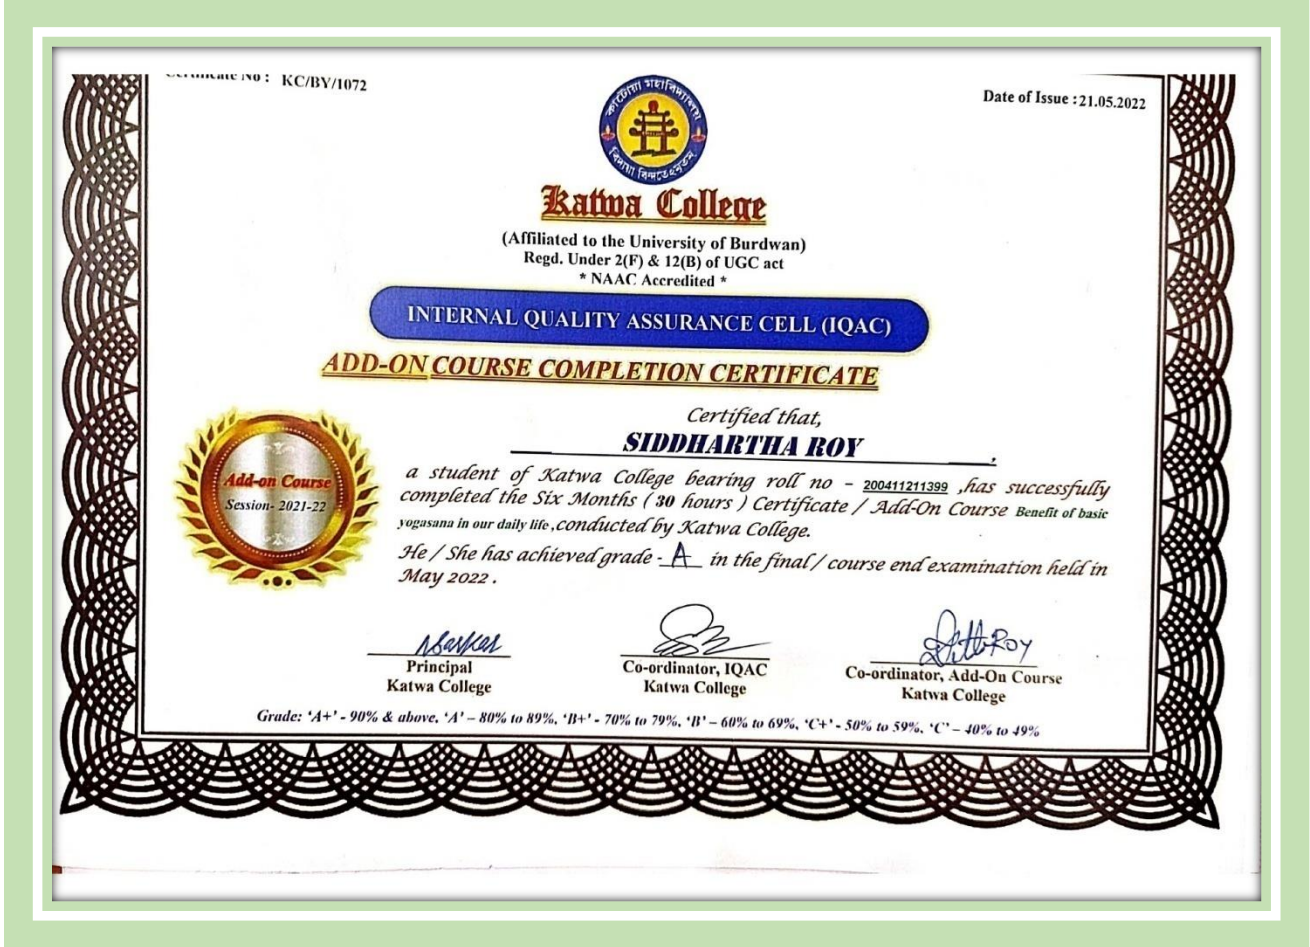 Certificate No : KC/BY/1072
Date of Issue :21.05.2022
কাটোয়া মহাবিদ্যালয়
Katwa College
(Affiliated to the University of Burdwan)
Regd. Under 2(F) & 12(B) of UGC act
* NAAC Accredited *
INTERNAL QUALITY ASSURANCE CELL (IQAC)
ADD-ON COURSE COMPLETION CERTIFICATE
Certified that,
SIDDHARTHA ROY
Add-on Course
Session- 2021-22
a student of Katwa College bearing roll no - 200411211399 ,has successfully
completed the Six Months ( 30 hours ) Certificate / Add-On Course Benefit of basic
yogasana in our daily life, conducted by Katwa College.
He / She has achieved grade - A in the final / course end examination held in
May 2022 .
Principal
Katwa College
Co-ordinator, IQAC
Katwa College
Co-ordinator, Add-On Course
Katwa College
Grade: 'A+' - 90% & above, 'A' – 80% to 89%, 'B+' - 70% to 79%, 'B' – 60% to 69%, 'C+' - 50% to 59%, 'C' – 40% to 49%